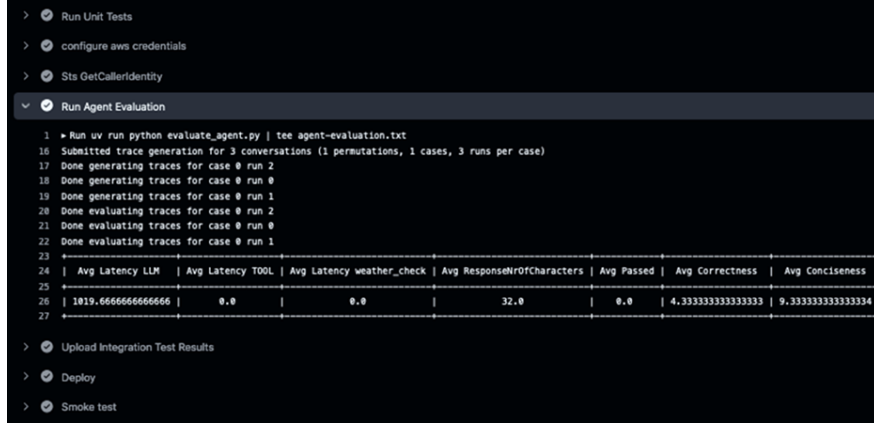 Run Unit Tests
configure aws credentials
Sts GetCallerIdentity
Run Agent Evaluation
1 ▸ Run uv run python evaluate_agent.py | tee agent-evaluation.txt
16 Submitted trace generation for 3 conversations (1 permutations, 1 cases, 3 runs per case)
17 Done generating traces for case 0 run 2
18 Done generating traces for case 0 run 0
19 Done generating traces for case 0 run 1
20 Done evaluating traces for case 0 run 2
21 Done evaluating traces for case 0 run 0
22 Done evaluating traces for case 0 run 1
23
24 | Avg Latency LLM | Avg Latency TOOL | Avg Latency weather_check | Avg ResponseNrOfCharacters | Avg Passed | Avg Correctness | Avg Conciseness
25
26 | 1019.6666666666666 | 0.0 | 0.0 | 32.0 | 0.0 | 4.333333333333333 | 9.333333333333334
27
Upload Integration Test Results
Deploy
Smoke test